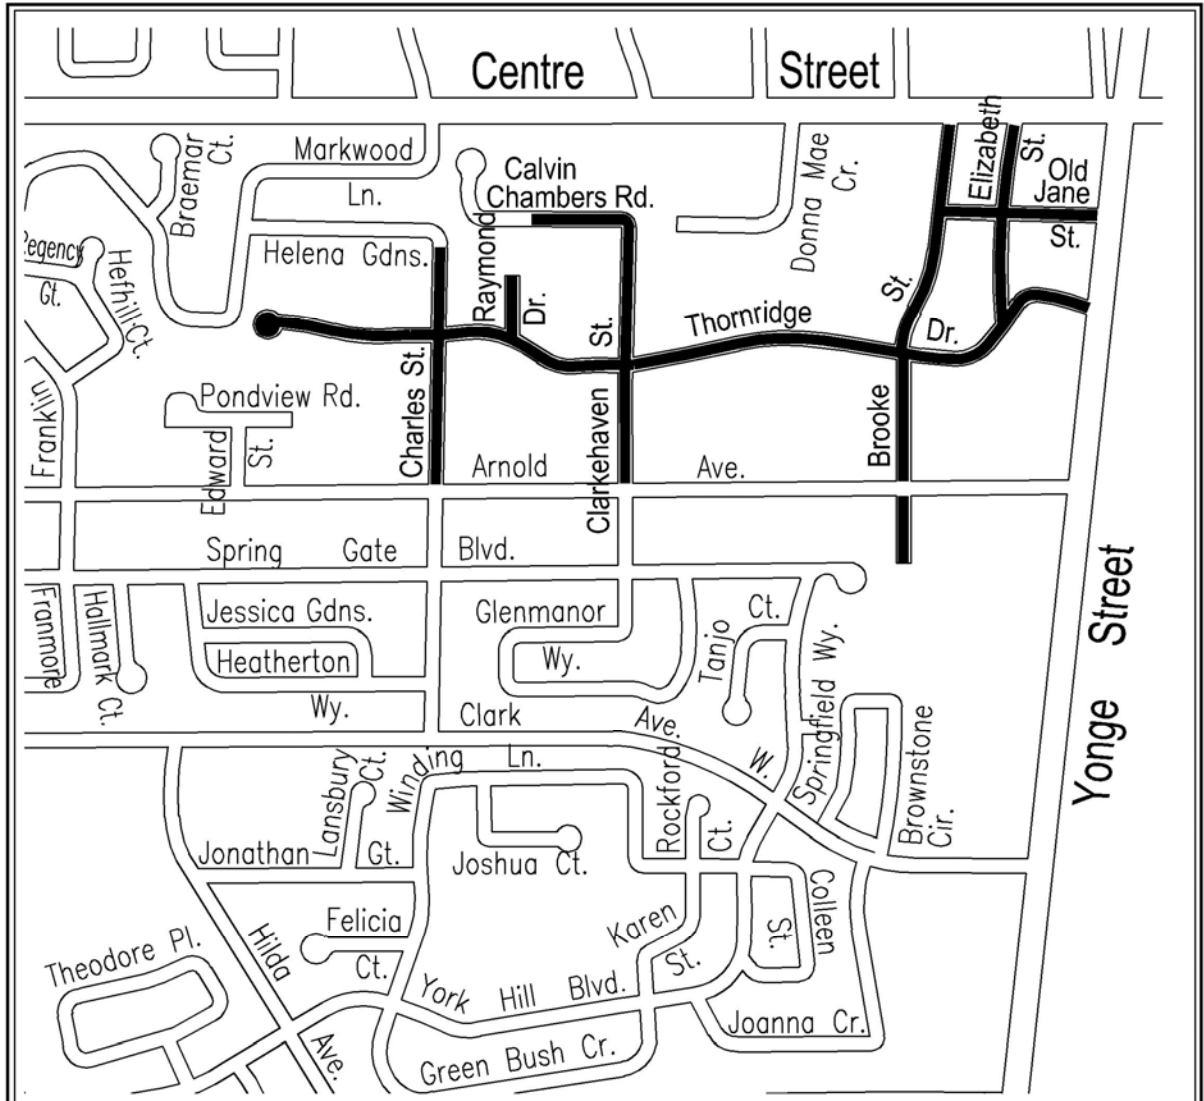 Centre Street
Braemar
Ct.
Markwood
Ln.
Calvin
Chambers Rd.
Donna Mae
Cr.
Elizabeth
St.
Old
Jane
St.
Regency
Gt.
Hefhill Ct.
Helena Gdns.
Raymond
Dr.
St.
Thornridge
St.
Dr.
Franklin
Pondview Rd.
Edward
St.
Charles St.
Arnold Ave.
Clarkehaven
Brooke
Spring Gate Blvd.
Franmore
Hallmark Ct.
Jessica Gdns.
Heatherton
Wy.
Glenmanor
Wy.
Tanjo
Ct.
Springfield Wy.
Yonge Street
Clark Ave. W.
Lansbury
Ct.
Winding Ln.
Rockford
Ct.
Brownstone
Cir.
Jonathan Gt.
Joshua Ct.
Colleen
St.
Felicia
Ct.
Karen
St.
Theodore Pl.
Hilda Ave.
York Hill Blvd.
Joanna Cr.
Green Bush Cr.